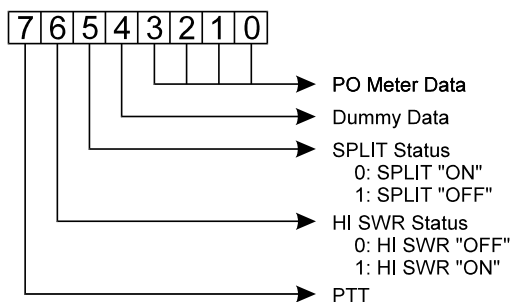 7 6 5 4 3 2 1 0
PO Meter Data
Dummy Data
SPLIT Status
0: SPLIT "ON"
1: SPLIT "OFF"
HI SWR Status
0: HI SWR "OFF"
1: HI SWR "ON"
PTT